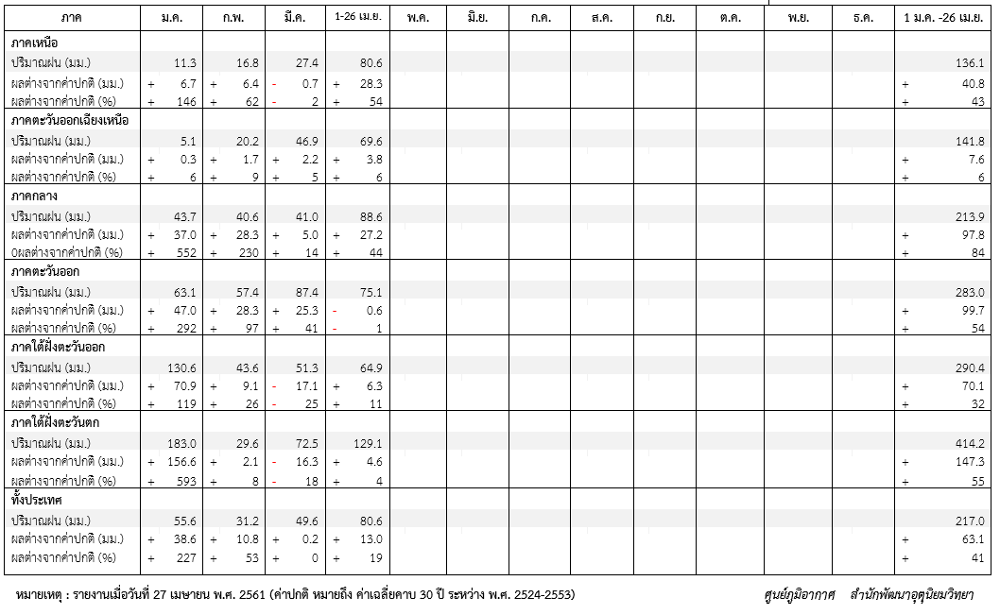 ภาค ม.ค. ก.พ. มี.ค. 1-26 เม.ย. พ.ค. มิ.ย. ก.ค. ส.ค. ก.ย. ต.ค. พ.ย. ธ.ค. 1 ม.ค. -26 เม.ย.
ภาคเหนือ
ปริมาณฝน (มม.) 11.3 16.8 27.4 80.6 136.1
ผลต่างจากค่าปกติ (มม.) + 6.7 + 6.4 - 0.7 + 28.3 + 40.8
ผลต่างจากค่าปกติ (%) + 146 + 62 - 2 + 54 + 43
ภาคตะวันออกเฉียงเหนือ
ปริมาณฝน (มม.) 5.1 20.2 46.9 69.6 141.8
ผลต่างจากค่าปกติ (มม.) + 0.3 + 1.7 + 2.2 + 3.8 + 7.6
ผลต่างจากค่าปกติ (%) + 6 + 9 + 5 + 6 + 6
ภาคกลาง
ปริมาณฝน (มม.) 43.7 40.6 41.0 88.6 213.9
ผลต่างจากค่าปกติ (มม.) + 37.0 + 28.3 + 5.0 + 27.2 + 97.8
0ผลต่างจากค่าปกติ (%) + 552 + 230 + 14 + 44 + 84
ภาคตะวันออก
ปริมาณฝน (มม.) 63.1 57.4 87.4 75.1 283.0
ผลต่างจากค่าปกติ (มม.) + 47.0 + 28.3 + 25.3 - 0.6 + 99.7
ผลต่างจากค่าปกติ (%) + 292 + 97 + 41 - 1 + 54
ภาคใต้ฝั่งตะวันออก
ปริมาณฝน (มม.) 130.6 43.6 51.3 64.9 290.4
ผลต่างจากค่าปกติ (มม.) + 70.9 + 9.1 - 17.1 + 6.3 + 70.1
ผลต่างจากค่าปกติ (%) + 119 + 26 - 25 + 11 + 32
ภาคใต้ฝั่งตะวันตก
ปริมาณฝน (มม.) 183.0 29.6 72.5 129.1 414.2
ผลต่างจากค่าปกติ (มม.) + 156.6 + 2.1 - 16.3 + 4.6 + 147.3
ผลต่างจากค่าปกติ (%) + 593 + 8 - 18 + 4 + 55
ทั้งประเทศ
ปริมาณฝน (มม.) 55.6 31.2 49.6 80.6 217.0
ผลต่างจากค่าปกติ (มม.) + 38.6 + 10.8 + 0.2 + 13.0 + 63.1
ผลต่างจากค่าปกติ (%) + 227 + 53 + 0 + 19 + 41
หมายเหตุ : รายงานเมื่อวันที่ 27 เมษายน พ.ศ. 2561 (ค่าปกติ หมายถึง ค่าเฉลี่ยคาบ 30 ปี ระหว่าง พ.ศ. 2524-2553) ศูนย์ภูมิอากาศ สำนักพัฒนาอุตุนิยมวิทยา